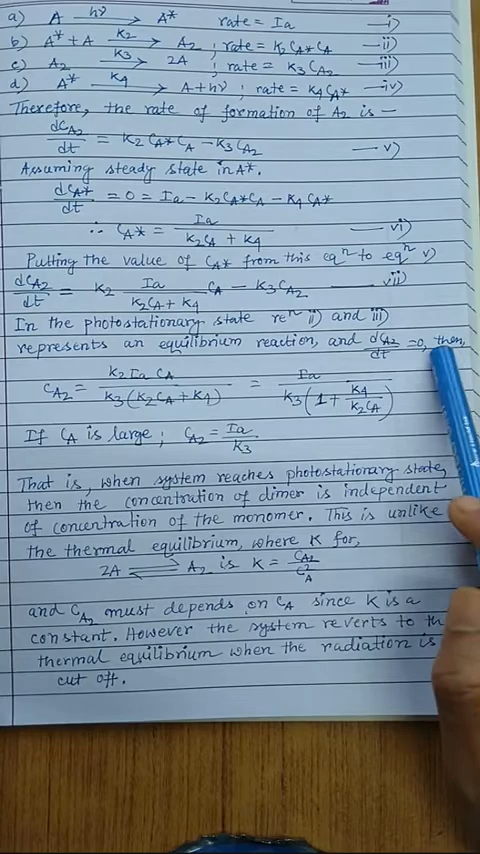 a) A —hν→ A* rate = Ia —i)
b) A* + A —K2→ A2 ; rate = K2 CA* CA —ii)
c) A2 —K3→ 2A ; rate = K3 CA2 —iii)
d) A* —K4→ A + hν ; rate = K4 CA* —iv)
Therefore, the rate of formation of A2 is —
dCA2/dt = K2 CA* CA – K3 CA2 —v)
Assuming steady state in A*.
dCA*/dt = 0 = Ia – K2 CA* CA – K4 CA*
∴ CA* = Ia / (K2CA + K4) —vi)
Putting the value of CA* from this eqn to eqn v)
dCA2/dt = K2 Ia/(K2CA + K4) CA – K3 CA2 —vii)
In the photostationary state ren ii) and iii)
represents an equilibrium reaction, and dCA2/dt = 0, then,
CA2 = K2 Ia CA / K3(K2CA + K4) = Ia / K3(1 + K4/K2CA)
If CA is large; CA2 = Ia/K3
That is, when system reaches photostationary state,
then the concentration of dimer is independent
of concentration of the monomer. This is unlike
the thermal equilibrium, where K for,
2A ⇌ A2 is K = CA2/C²A
and CA2 must depends on CA since K is a
constant. However the system reverts to th
thermal equilibrium when the radiation is
cut off.